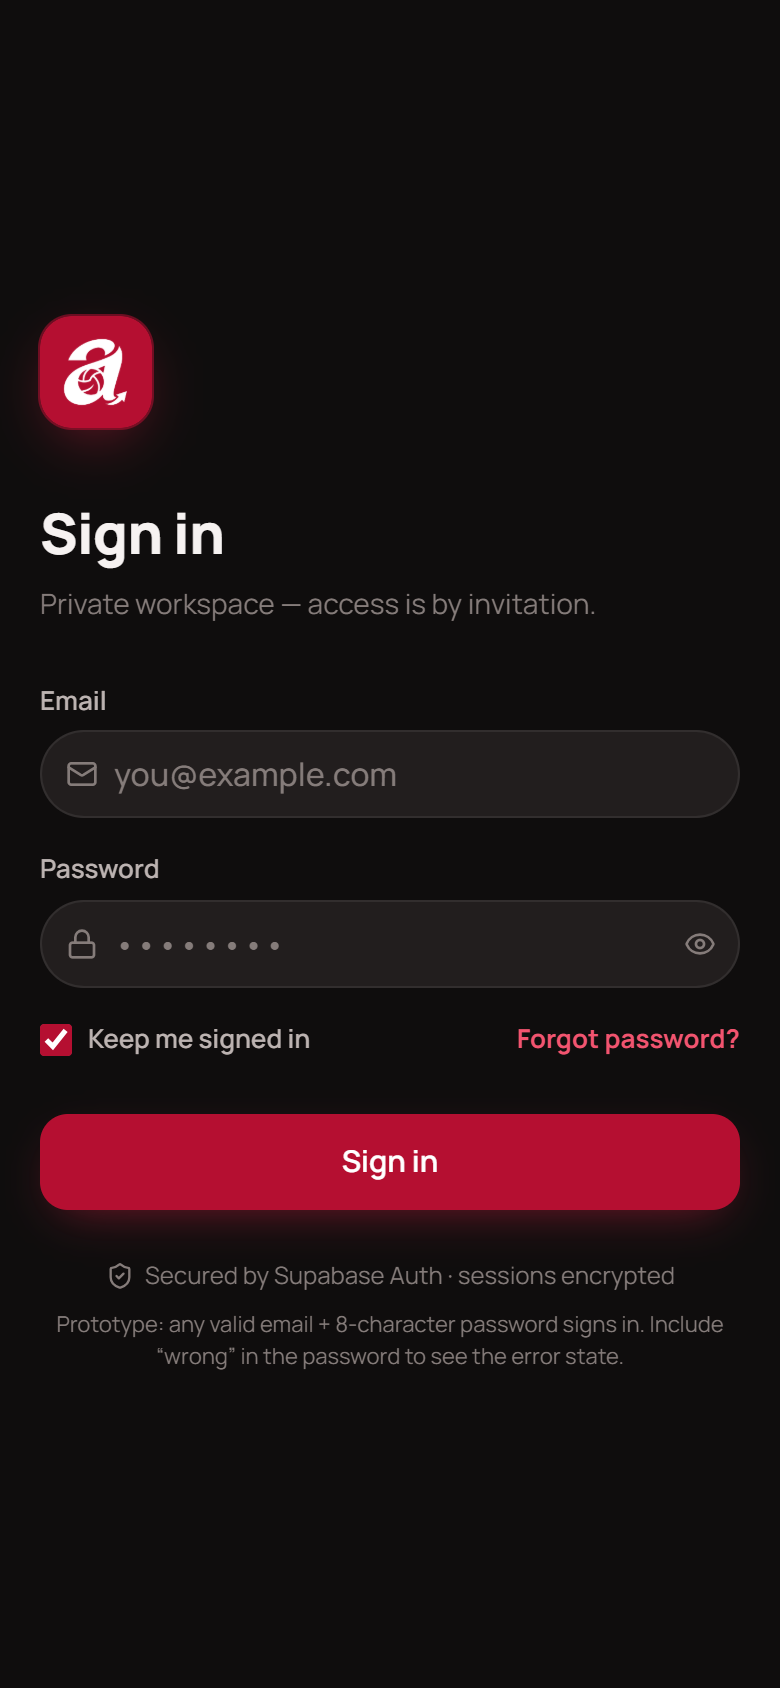 a
Sign in
Private workspace — access is by invitation.
Email
you@example.com
Password
••••••••
Keep me signed in
Forgot password?
Sign in
Secured by Supabase Auth · sessions encrypted
Prototype: any valid email + 8-character password signs in. Include
“wrong” in the password to see the error state.